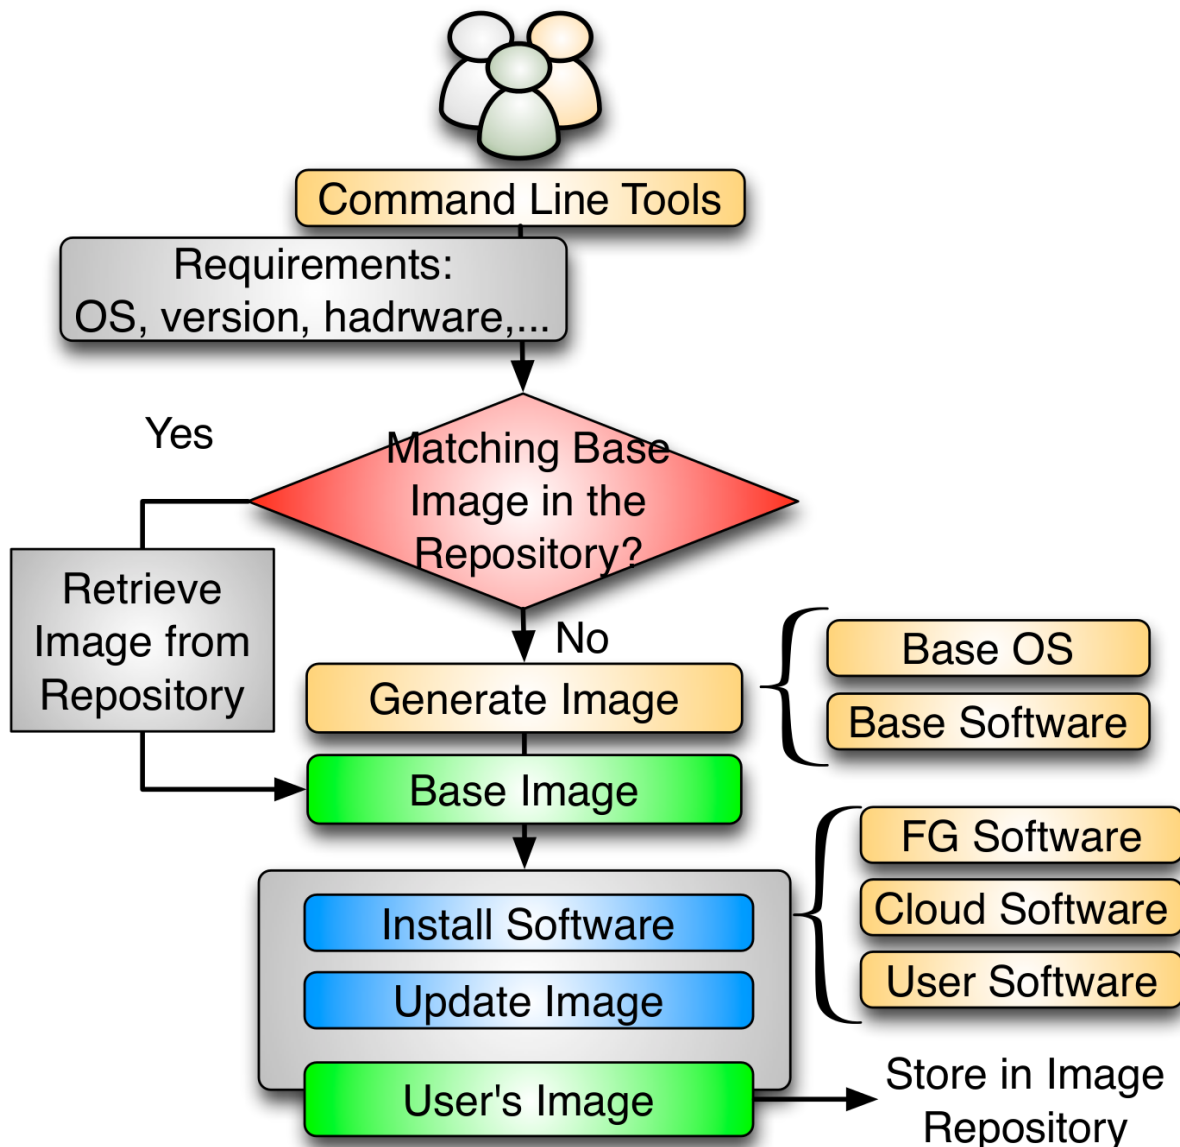 Command Line Tools
Requirements:
OS, version, hadrware,...
Yes
Matching Base
Image in the
Repository?
Retrieve
Image from
Repository
No
Generate Image
Base OS
Base Software
Base Image
FG Software
Cloud Software
User Software
Install Software
Update Image
User's Image
Store in Image
Repository